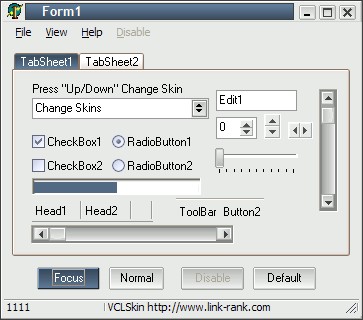 Form1
File View Help Disable
TabSheet1 TabSheet2
Press "Up/Down" Change Skin
Change Skins
Edit1
0
CheckBox1 RadioButton1
CheckBox2 RadioButton2
Head1 Head2
ToolBar Button2
Focus Normal Disable Default
1111 VCLSkin http://www.link-rank.com